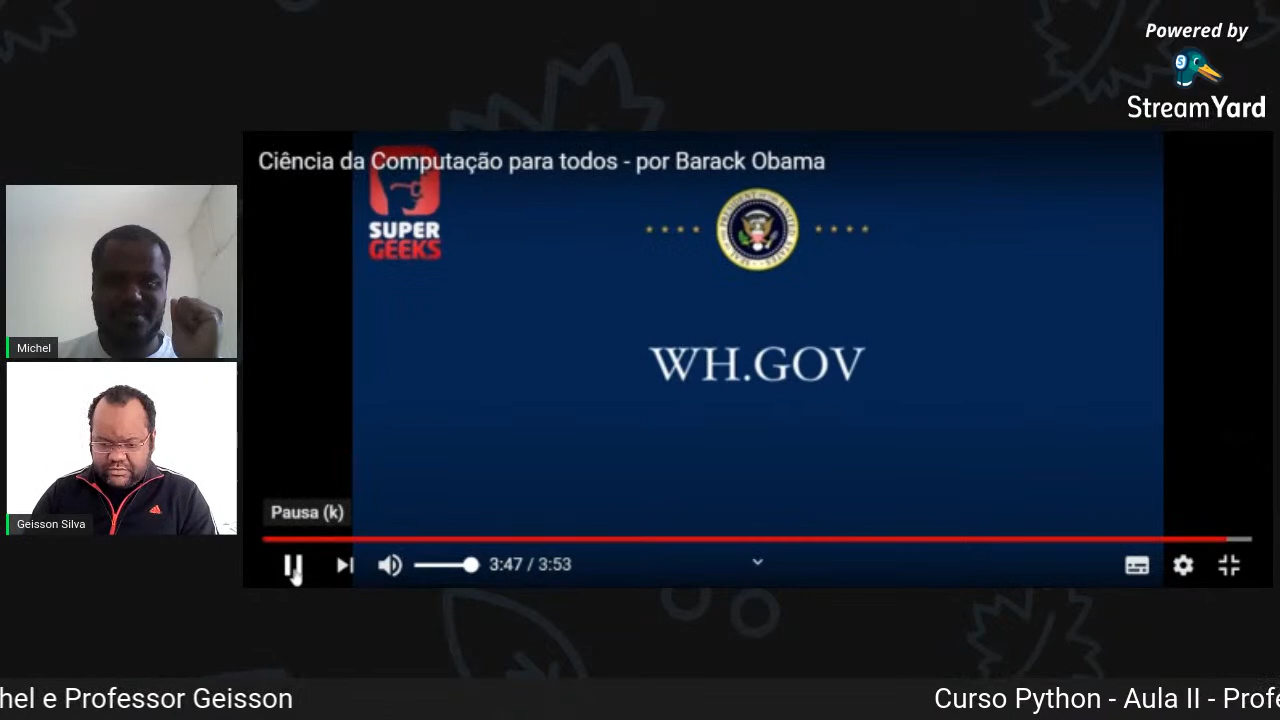 Powered by
StreamYard
Ciência da Computação para todos - por Barack Obama
SUPER
GEEKS
WH.GOV
Michel
Geisson Silva
Pausa (k)
3:47 / 3:53
hel e Professor Geisson
Curso Python - Aula II - Profe